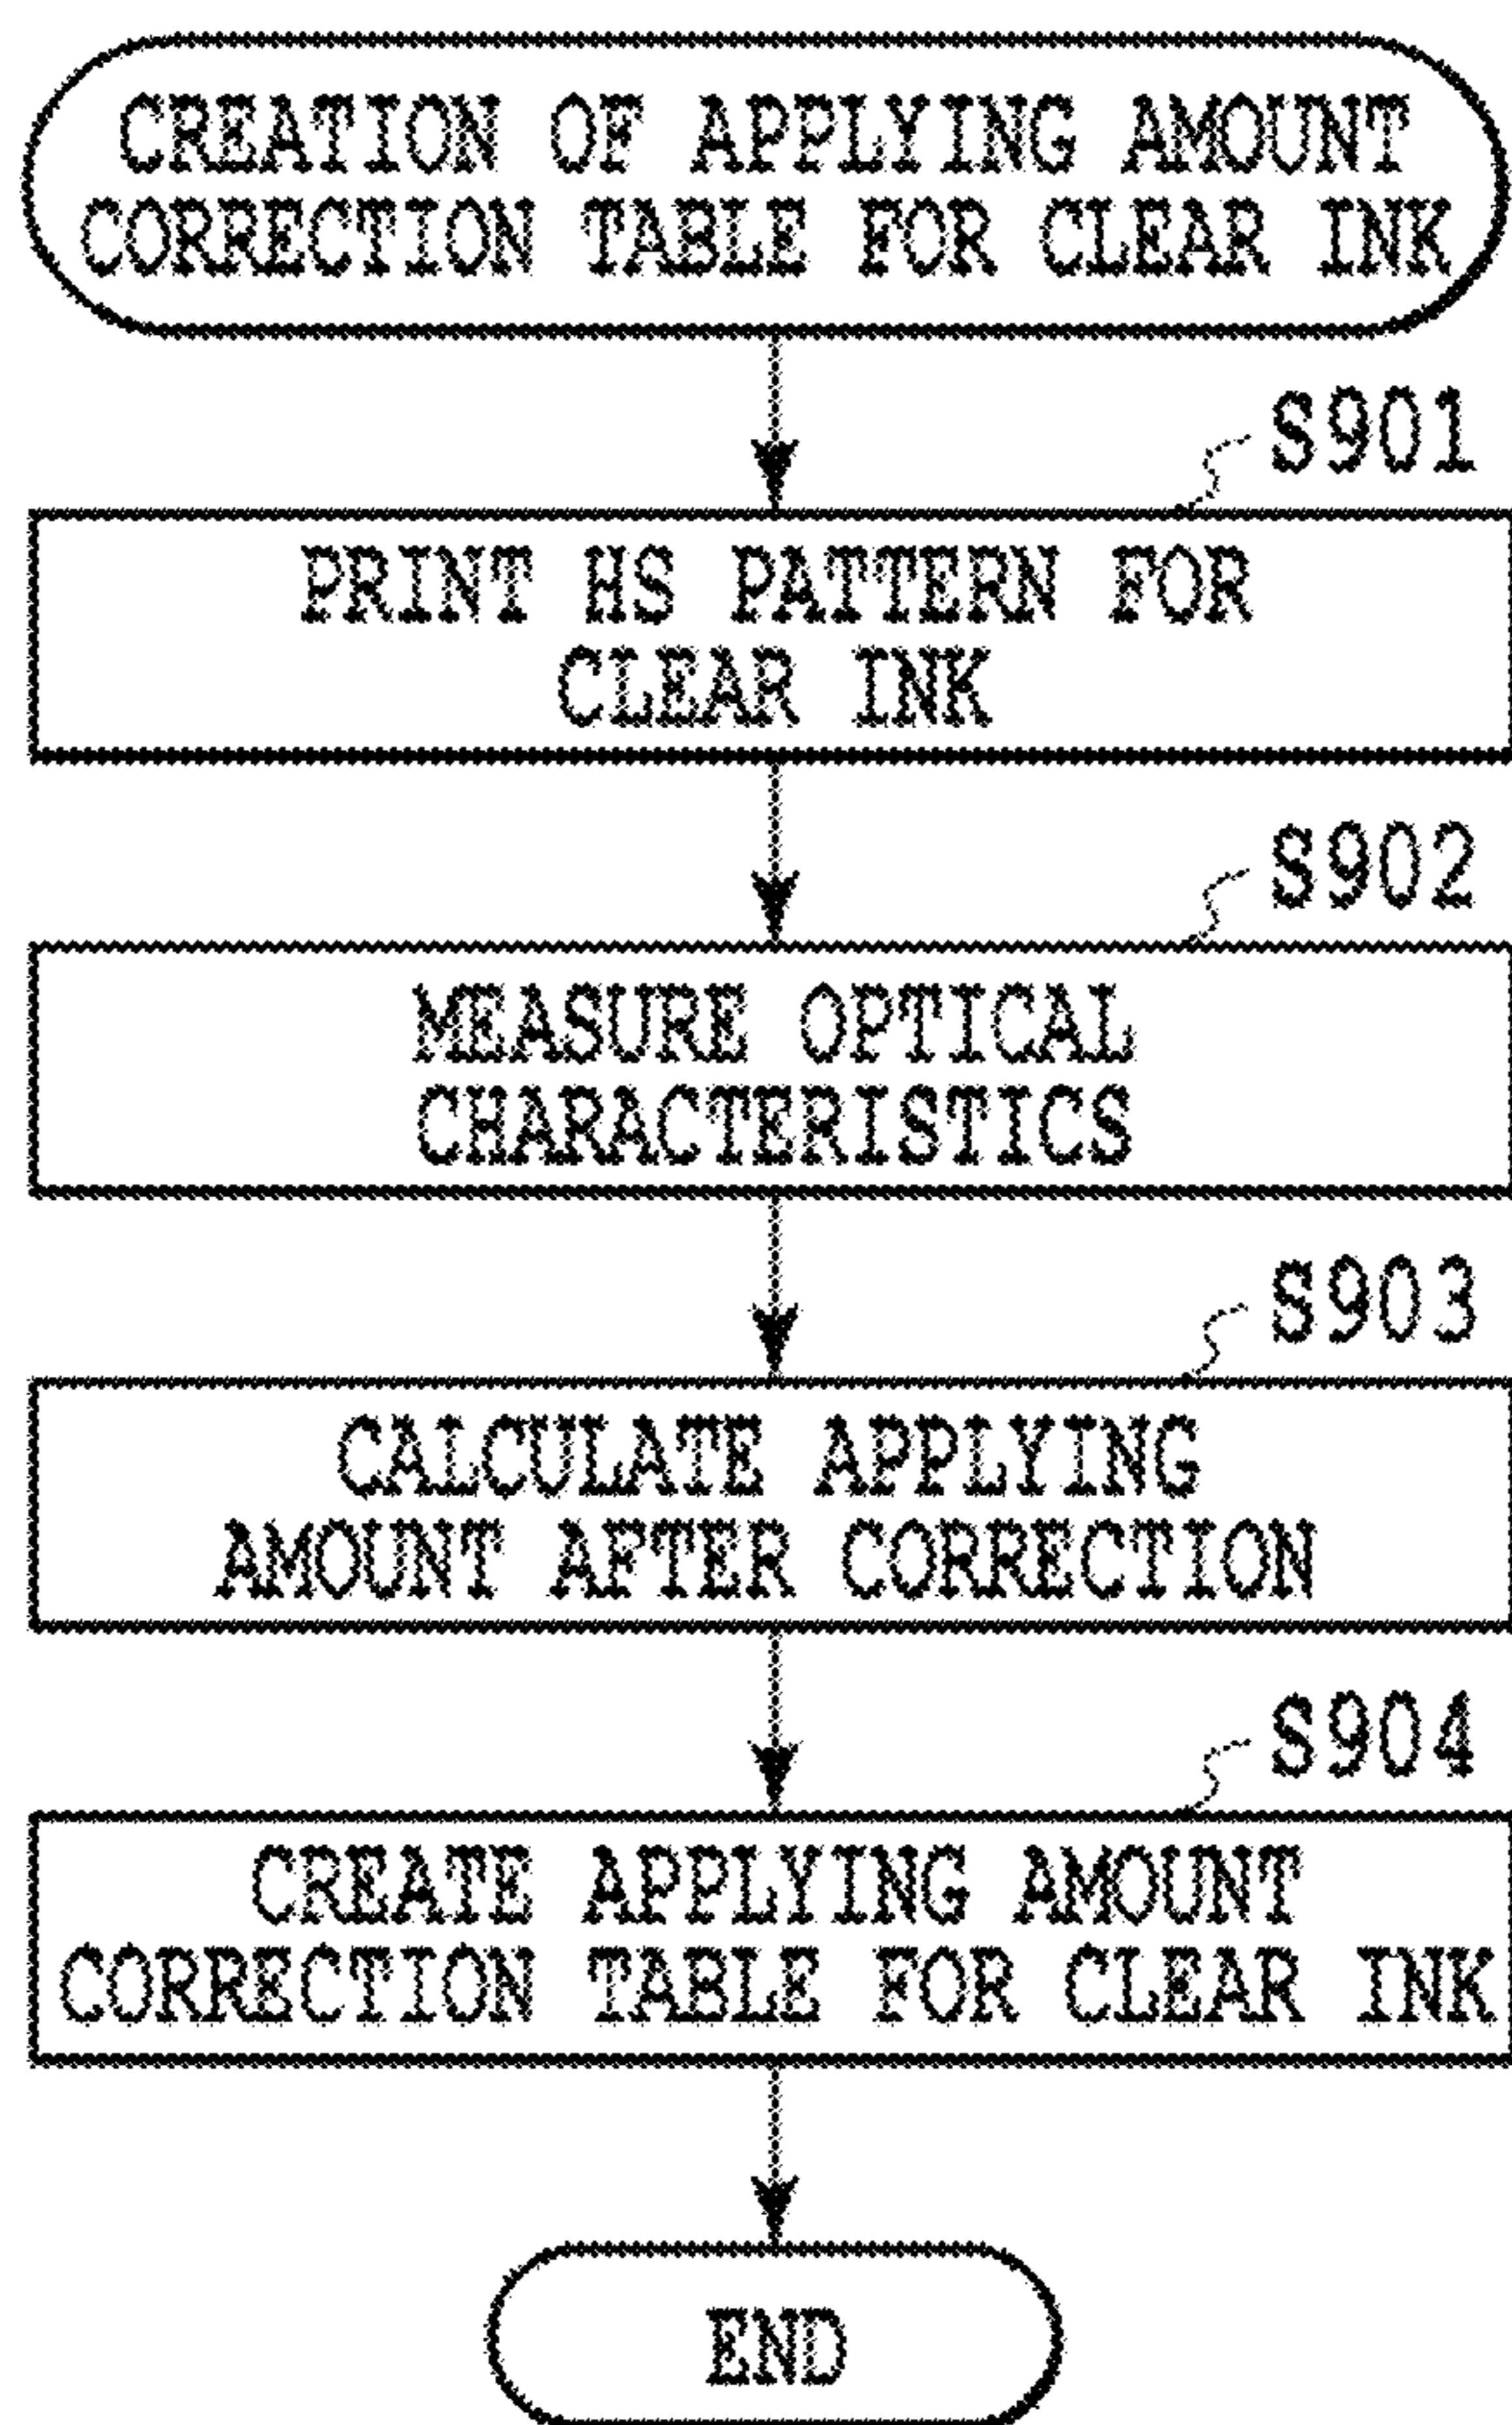 CREATION OF APPLYING AMOUNT
CORRECTION TABLE FOR CLEAR INK
S901
PRINT HS PATTERN FOR
CLEAR INK
S902
MEASURE OPTICAL
CHARACTERISTICS
S903
CALCULATE APPLYING
AMOUNT AFTER CORRECTION
S904
CREATE APPLYING AMOUNT
CORRECTION TABLE FOR CLEAR INK
END